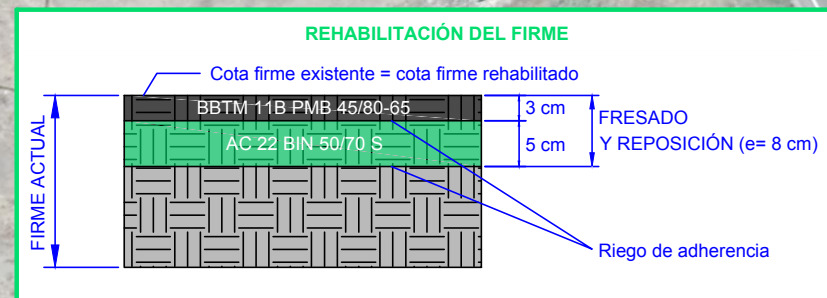 REHABILITACIÓN DEL FIRME
Cota firme existente = cota firme rehabilitado
BBTM 11B PMB 45/80-65
3 cm
AC 22 BIN 50/70 S
5 cm
FRESADO
Y REPOSICIÓN (e= 8 cm)
FIRME ACTUAL
Riego de adherencia